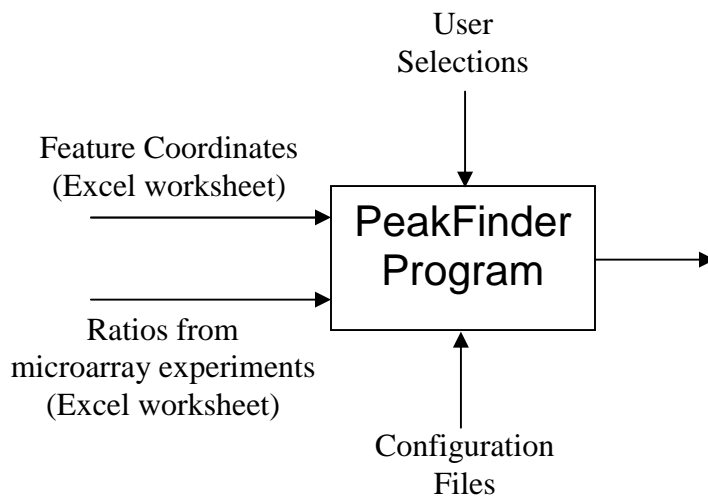 User
Selections
Feature Coordinates
(Excel worksheet)
PeakFinder
Program
Ratios from
microarray experiments
(Excel worksheet)
Configuration
Files